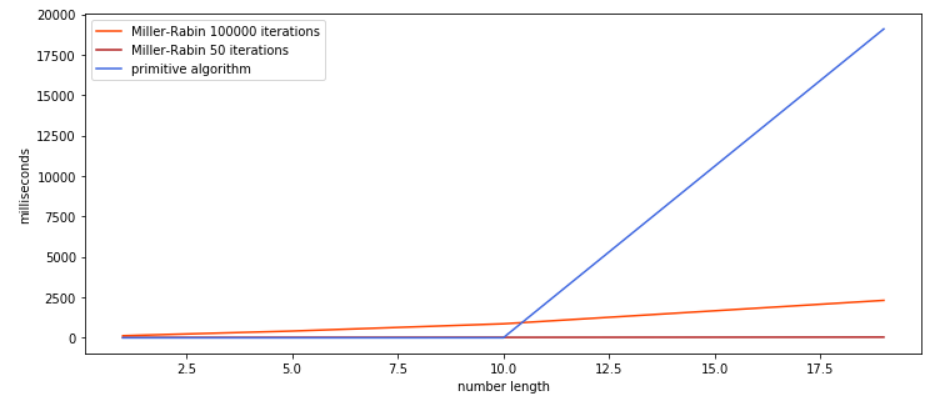 20000
17500
15000
12500
10000
7500
5000
2500
0
milliseconds
Miller-Rabin 100000 iterations
Miller-Rabin 50 iterations
primitive algorithm
2.5 5.0 7.5 10.0 12.5 15.0 17.5
number length